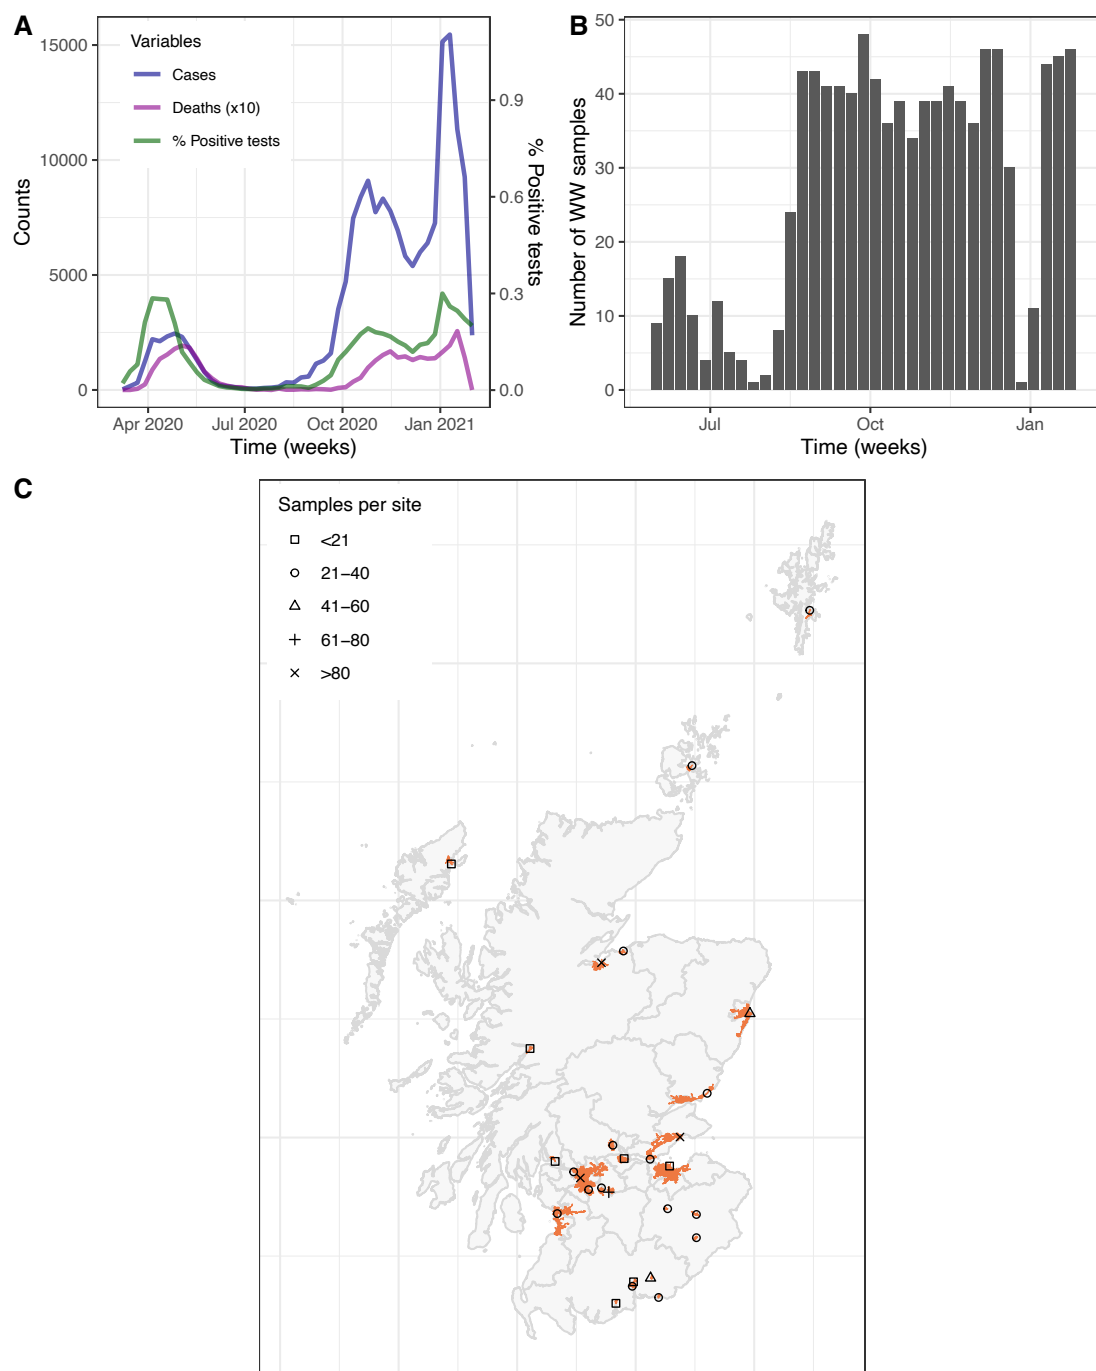 A
Variables
Cases
Deaths (x10)
% Positive tests
15000
10000
5000
0
Counts
0.9
0.6
0.3
0.0
% Positive tests
Apr 2020 Jul 2020 Oct 2020 Jan 2021
Time (weeks)
B
50
40
30
20
10
0
Number of WW samples
Jul Oct Jan
Time (weeks)
C
Samples per site
<21
21–40
41–60
61–80
>80